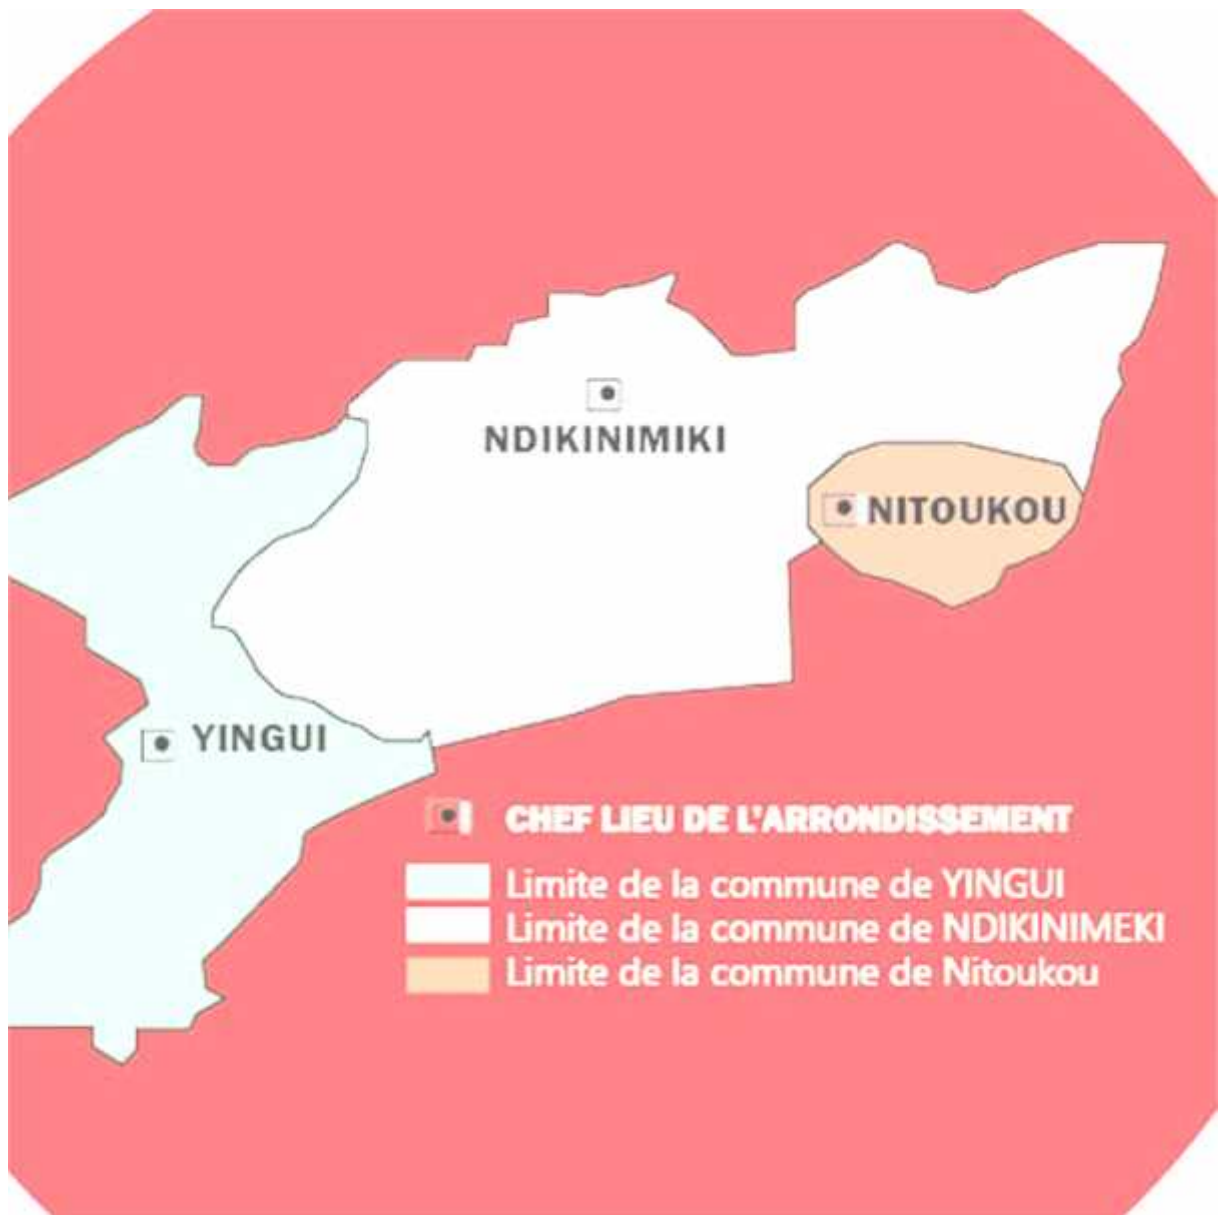 NDIKINIMIKI
NITOUKOU
YINGUI
CHEF LIEU DE L'ARRONDISSEMENT
Limite de la commune de YINGUI
Limite de la commune de NDIKINIMEKI
Limite de la commune de Nitoukou